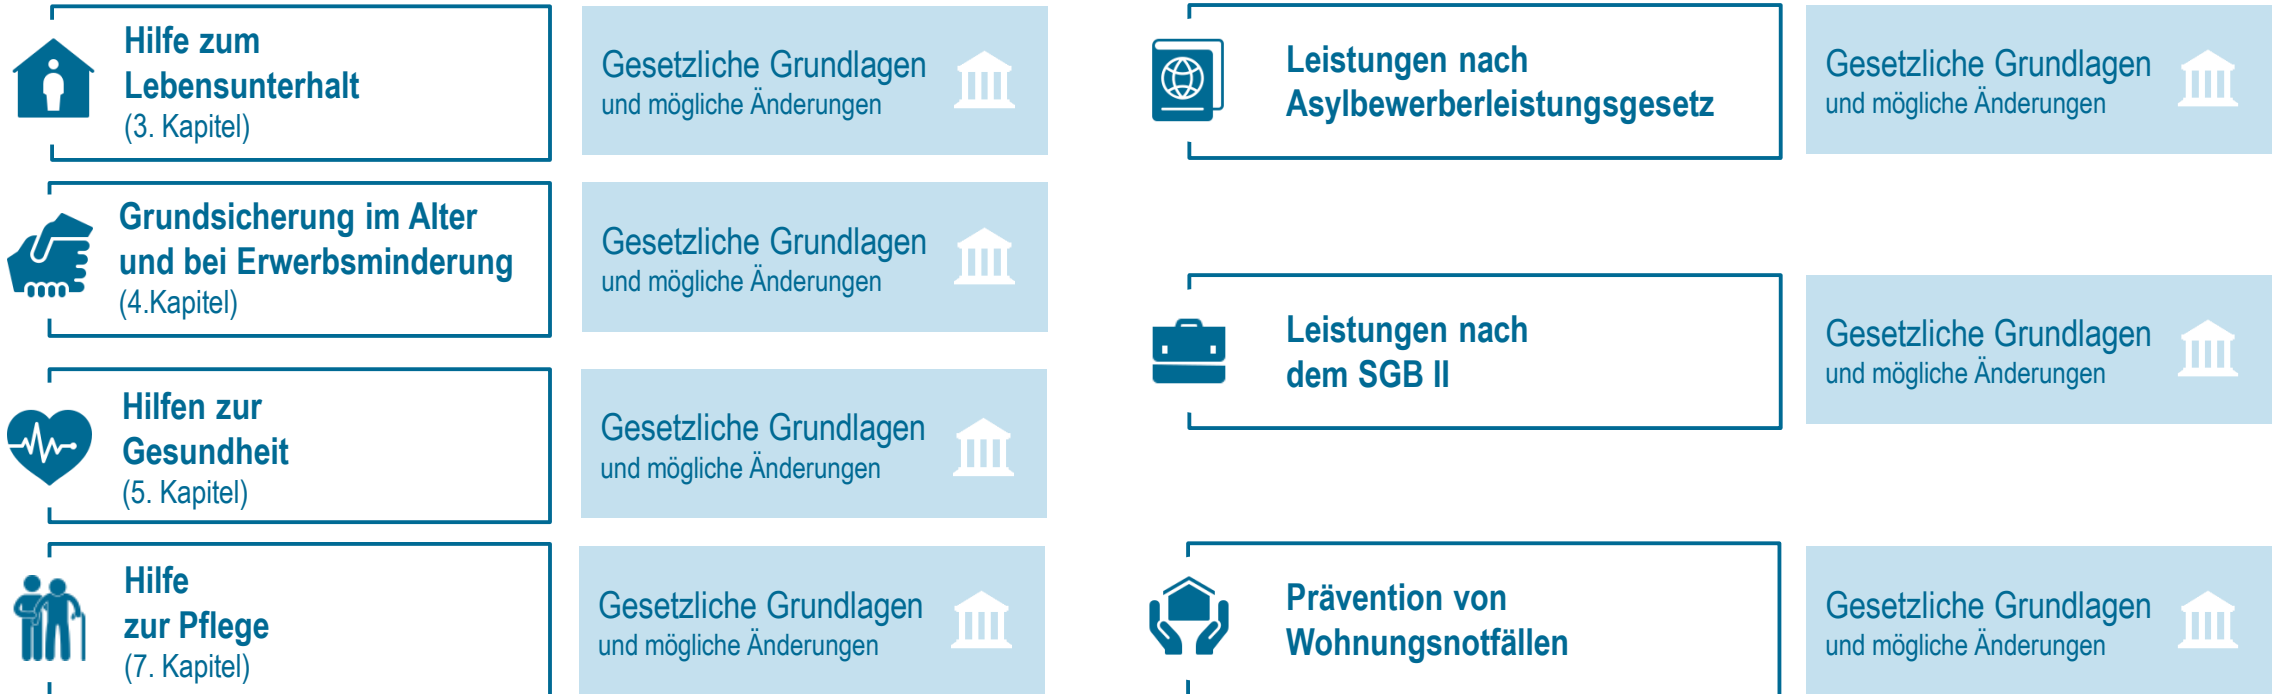 Hilfe zum
Lebensunterhalt
(3. Kapitel)
Gesetzliche Grundlagen
und mögliche Änderungen
Grundsicherung im Alter
und bei Erwerbsminderung
(4.Kapitel)
Gesetzliche Grundlagen
und mögliche Änderungen
Hilfen zur
Gesundheit
(5. Kapitel)
Gesetzliche Grundlagen
und mögliche Änderungen
Hilfe
zur Pflege
(7. Kapitel)
Gesetzliche Grundlagen
und mögliche Änderungen
Leistungen nach
Asylbewerberleistungsgesetz
Gesetzliche Grundlagen
und mögliche Änderungen
Leistungen nach
dem SGB II
Gesetzliche Grundlagen
und mögliche Änderungen
Prävention von
Wohnungsnotfällen
Gesetzliche Grundlagen
und mögliche Änderungen